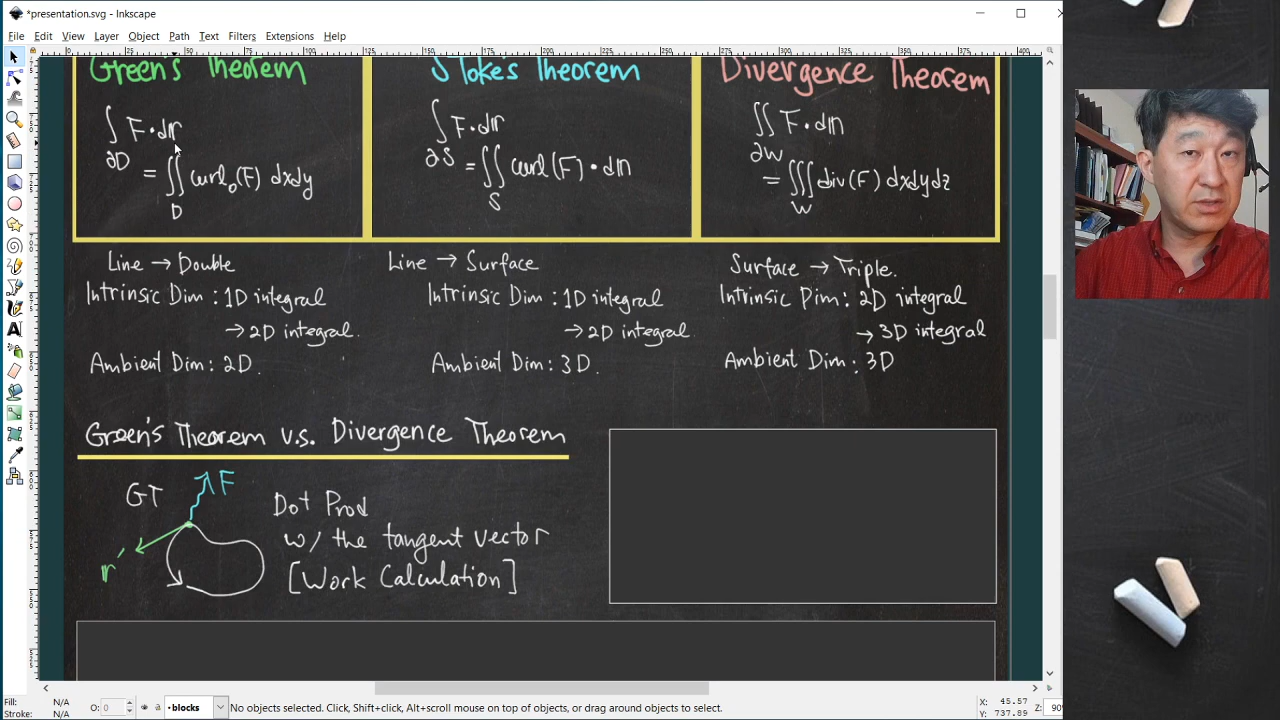 *presentation.svg - Inkscape
File Edit View Layer Object Path Text Filters Extensions Help
Green's Theorem
Stokes Theorem
Divergence Theorem
∫ F·dr
∂D
= ∬ curl₀(F) dxdy
D
∫ F·dr
∂S
= ∬ curl(F)·dn
S
∬ F·dn
∂W
= ∭ div(F) dxdydz
W
Line → Double
Intrinsic Dim : 1D integral
→ 2D integral.
Ambient Dim : 2D.
Line → Surface
Intrinsic Dim : 1D integral
→ 2D integral.
Ambient Dim : 3D.
Surface → Triple.
Intrinsic Dim : 2D integral
→ 3D integral
Ambient Dim : 3D
Green's Theorem v.s. Divergence Theorem
GT
F
r′
Dot Prod
w/ the tangent vector
[Work Calculation]
Fill: N/A
Stroke: N/A
O: 0
•blocks
No objects selected. Click, Shift+click, Alt+scroll mouse on top of objects, or drag around objects to select.
X: 45.57
Y: 737.89
Z: 90